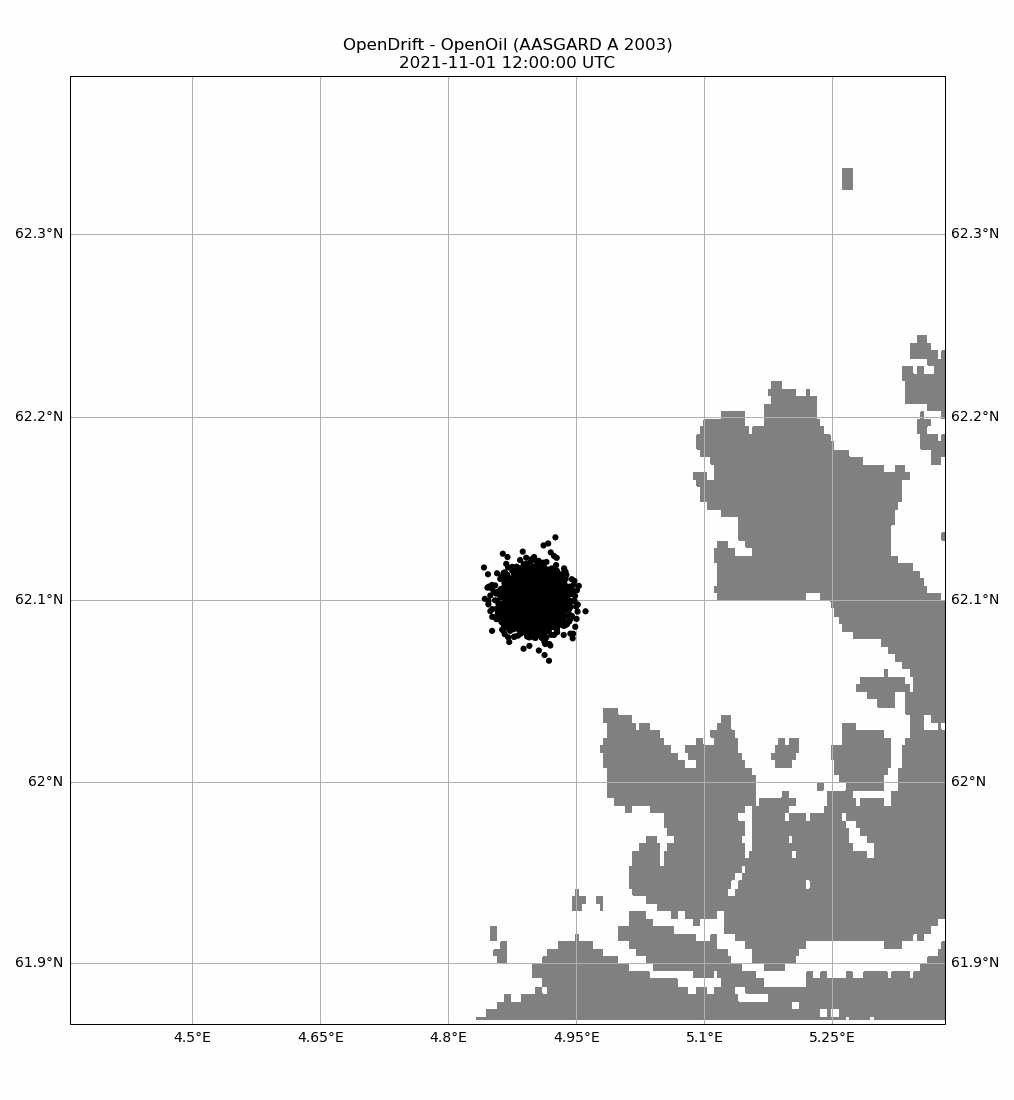 OpenDrift - OpenOil (AASGARD A 2003)
2021-11-01 12:00:00 UTC
62.3°N 62.3°N
62.2°N 62.2°N
62.1°N 62.1°N
62°N 62°N
61.9°N 61.9°N
4.5°E 4.65°E 4.8°E 4.95°E 5.1°E 5.25°E